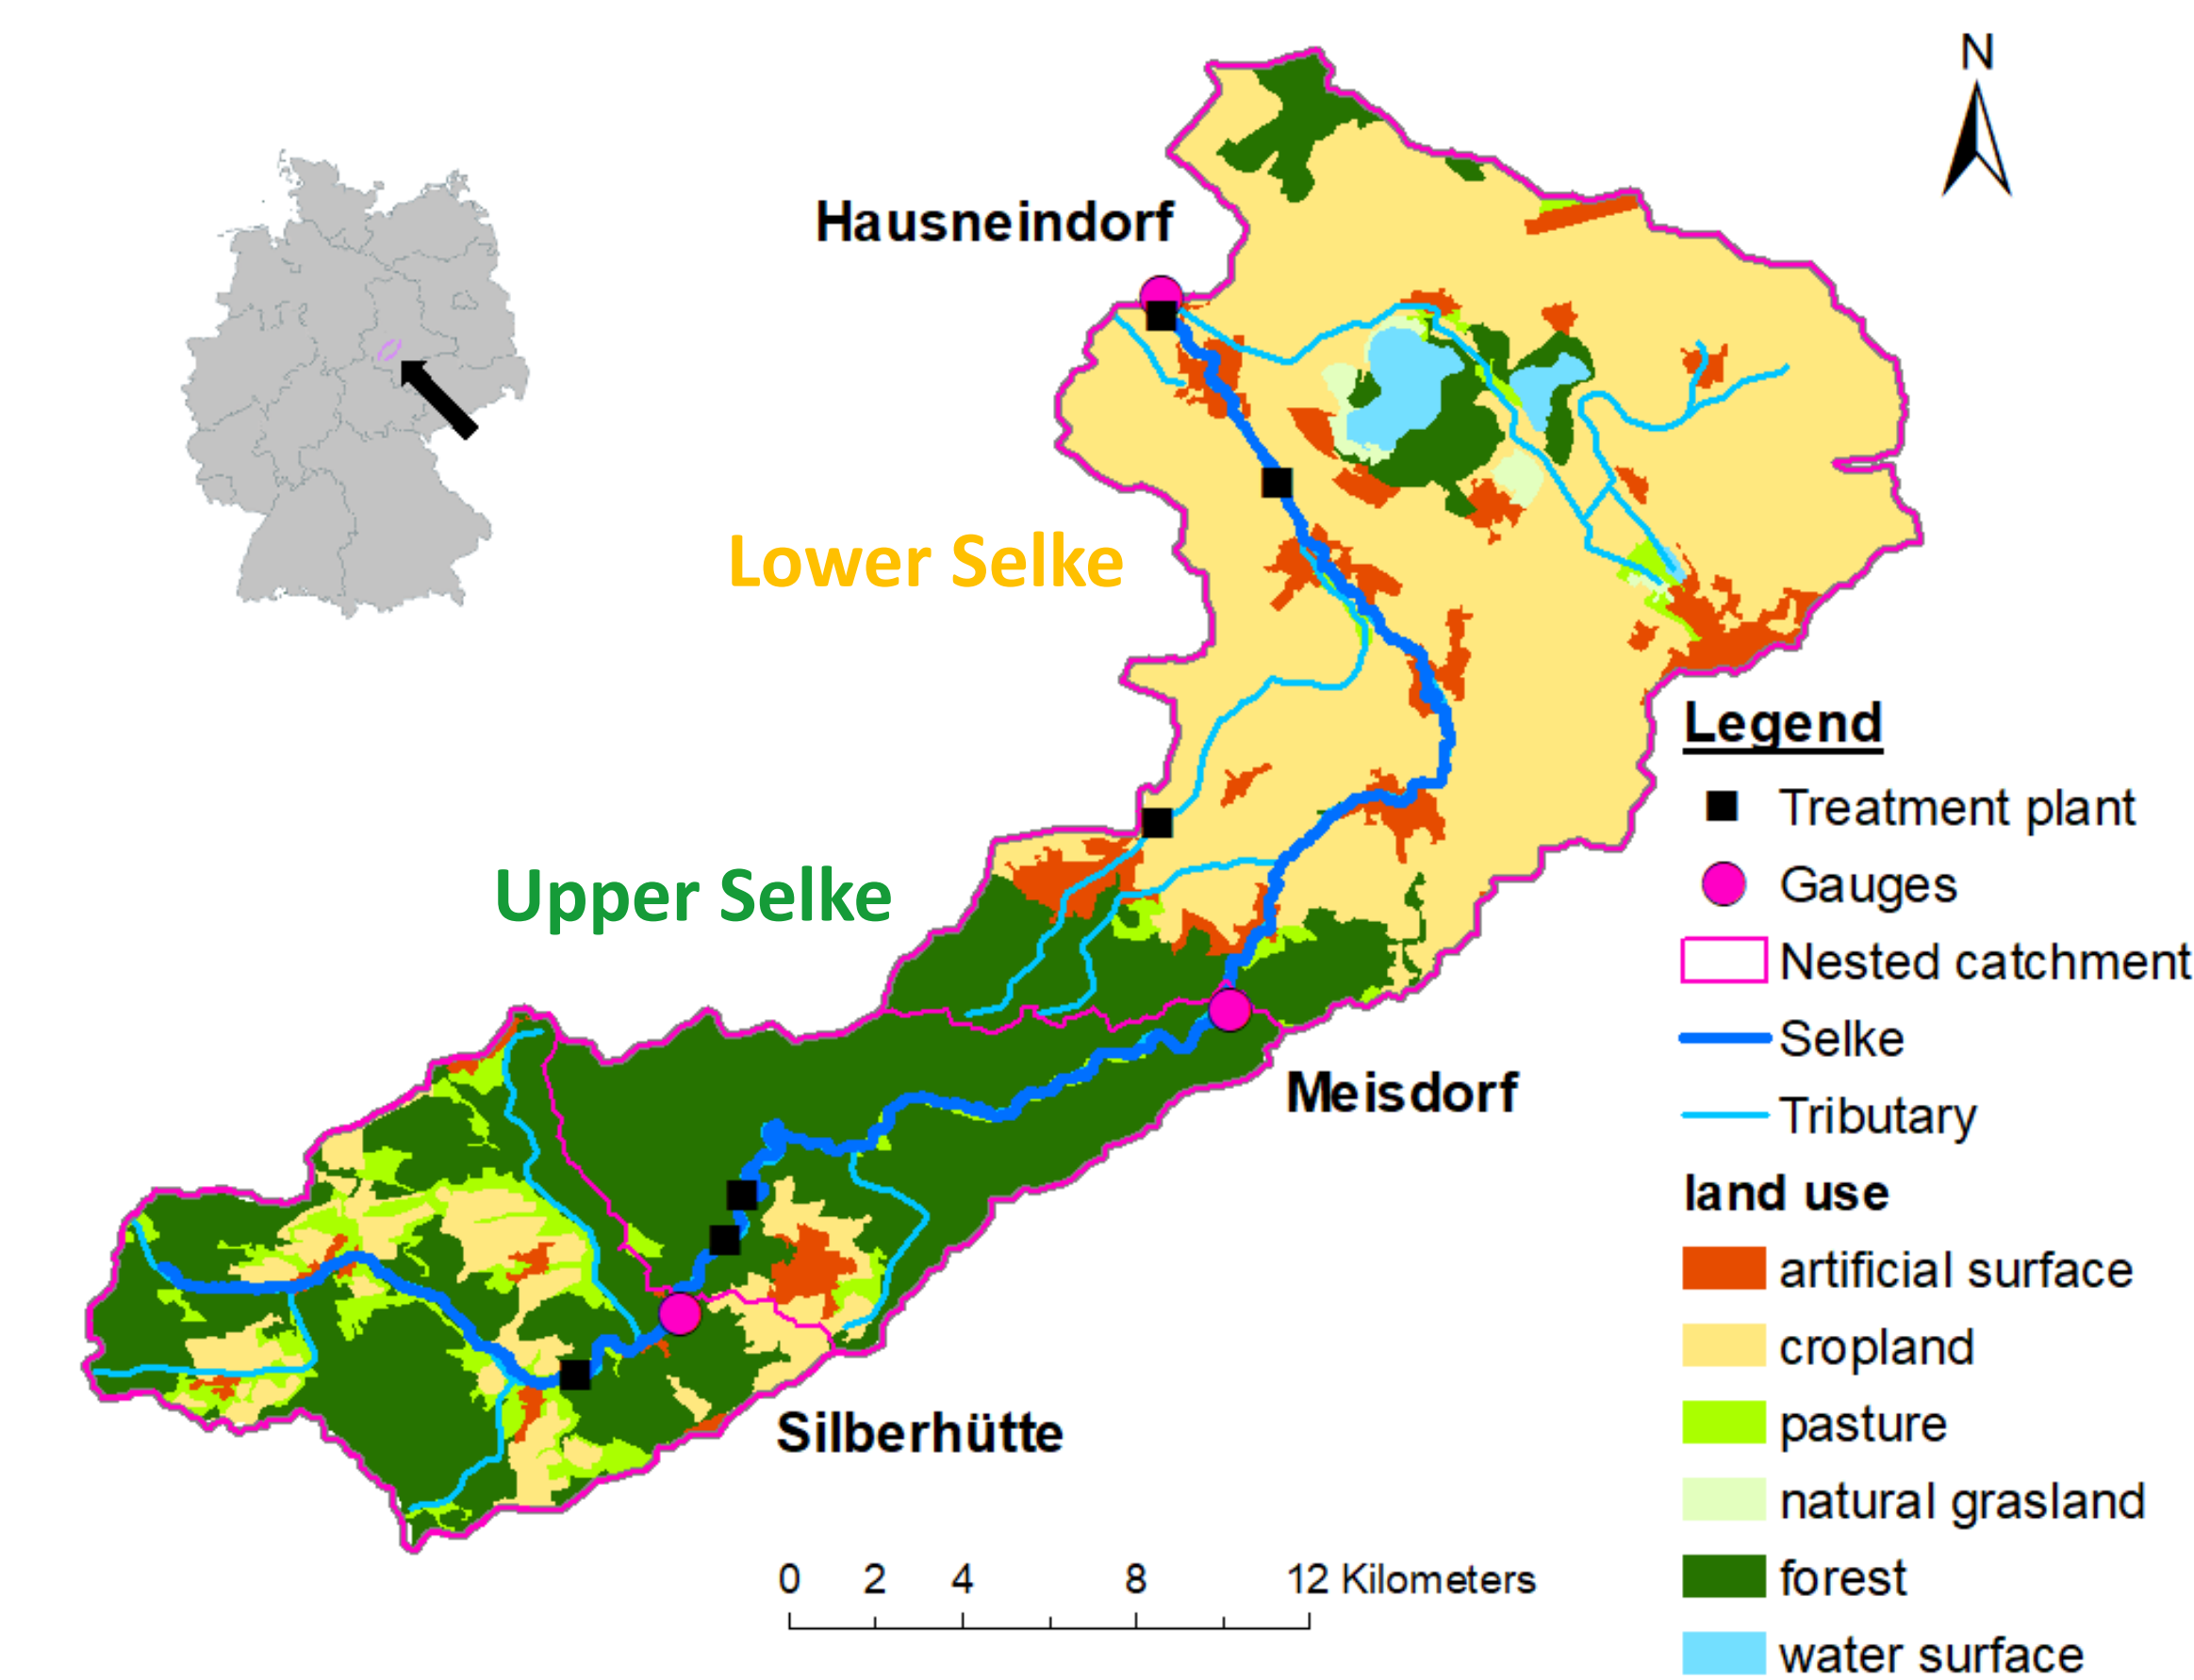 N
Hausneindorf
Lower Selke
Upper Selke
Meisdorf
Silberhütte
0 2 4 8 12 Kilometers
Legend
Treatment plant
Gauges
Nested catchment
Selke
Tributary
land use
artificial surface
cropland
pasture
natural grasland
forest
water surface